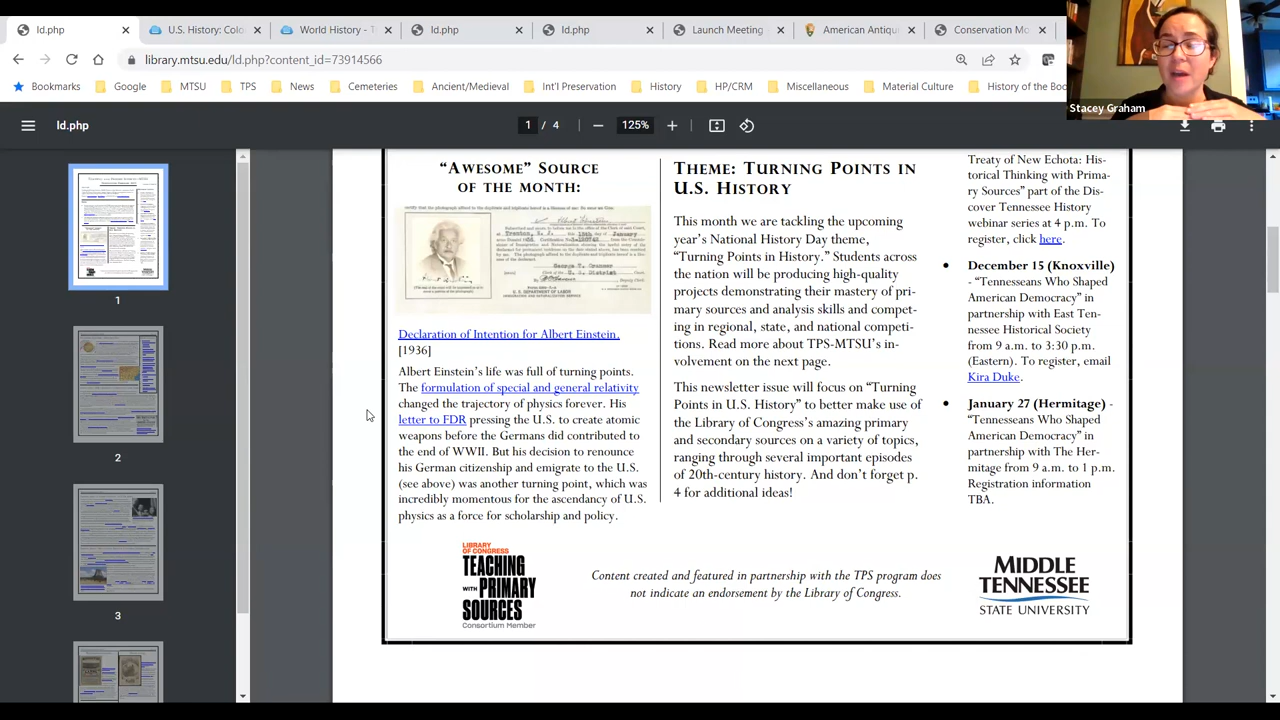 ld.php
U.S. History: Colo
World History - T
ld.php
ld.php
Launch Meeting
American Antiqu
Conservation Mo
library.mtsu.edu/ld.php?content_id=73914566
Bookmarks
Google
MTSU
TPS
News
Cemeteries
Ancient/Medieval
Int'l Preservation
History
HP/CRM
Miscellaneous
Material Culture
History of the Boo
Stacey Graham
ld.php
1 / 4
125%
1
2
3
"Awesome" Source
of the Month:
Trenton, N. J.
January
George T. Cranmer
U. S. District
U. S. DEPARTMENT OF LABOR
Declaration of Intention for Albert Einstein.
[1936]
Albert Einstein's life was full of turning points.
The formulation of special and general relativity
changed the trajectory of physics forever. His
letter to FDR pressing the U.S. to create atomic
weapons before the Germans did contributed to
the end of WWII. But his decision to renounce
his German citizenship and emigrate to the U.S.
(see above) was another turning point, which was
incredibly momentous for the ascendancy of U.S.
physics as a force for scholarship and policy.
Theme: Turning Points in
U.S. History
This month we are tackling the upcoming
year's National History Day theme,
"Turning Points in History." Students across
the nation will be producing high-quality
projects demonstrating their mastery of pri-
mary sources and analysis skills and compet-
ing in regional, state, and national competi-
tions. Read more about TPS-MTSU's in-
volvement on the next page.
This newsletter issue will focus on "Turning
Points in U.S. History" to better make use of
the Library of Congress's amazing primary
and secondary sources on a variety of topics,
ranging through several important episodes
of 20th-century history. And don't forget p.
4 for additional ideas!
Treaty of New Echota: His-
torical Thinking with Prima-
ry Sources" part of the Dis-
cover Tennessee History
webinar series at 4 p.m. To
register, click here.
• December 15 (Knoxville)
- "Tennesseans Who Shaped
American Democracy" in
partnership with East Ten-
nessee Historical Society
from 9 a.m. to 3:30 p.m.
(Eastern). To register, email
Kira Duke.
• January 27 (Hermitage) -
"Tennesseans Who Shaped
American Democracy" in
partnership with The Her-
mitage from 9 a.m. to 1 p.m.
Registration information
TBA.
LIBRARY
OF CONGRESS
TEACHING
WITH PRIMARY
SOURCES
Consortium Member
Content created and featured in partnership with the TPS program does
not indicate an endorsement by the Library of Congress.
MIDDLE
TENNESSEE
STATE UNIVERSITY